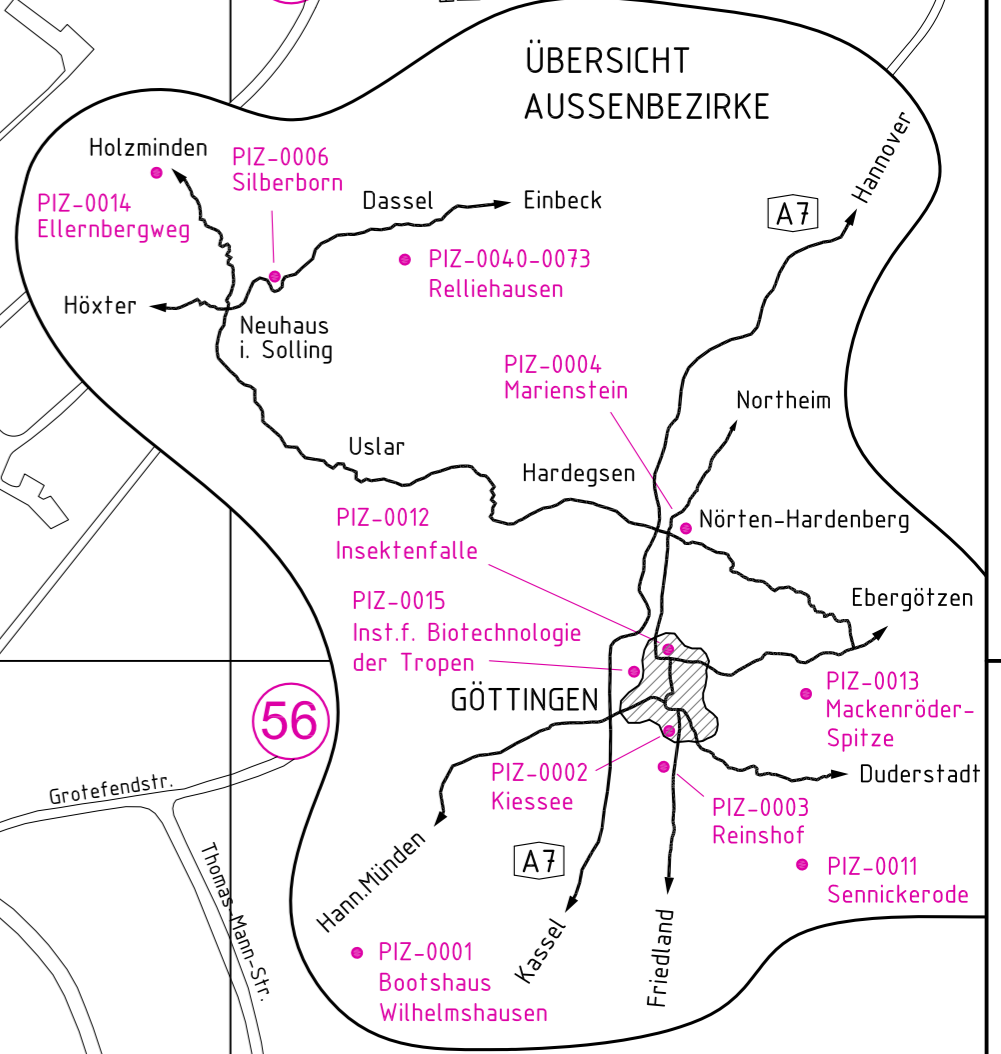 ÜBERSICHT
AUSSENBEZIRKE
Holzminden
PIZ-0006
Silberborn
PIZ-0014
Ellernbergweg
Dassel
Einbeck
A7
Hannover
PIZ-0040-0073
Relliehausen
Höxter
Neuhaus
i. Solling
PIZ-0004
Marienstein
Northeim
Uslar
Hardegsen
PIZ-0012
Insektenfalle
Nörten-Hardenberg
PIZ-0015
Inst.f. Biotechnologie
der Tropen
Ebergötzen
GÖTTINGEN
PIZ-0013
Mackenröder-
Spitze
56
PIZ-0002
Kiessee
Duderstadt
Grotefendstr.
PIZ-0003
Reinshof
Thomas-Mann-Str.
Hann.Münden
A7
PIZ-0011
Sennickerode
Kassel
Friedland
PIZ-0001
Bootshaus
Wilhelmshausen